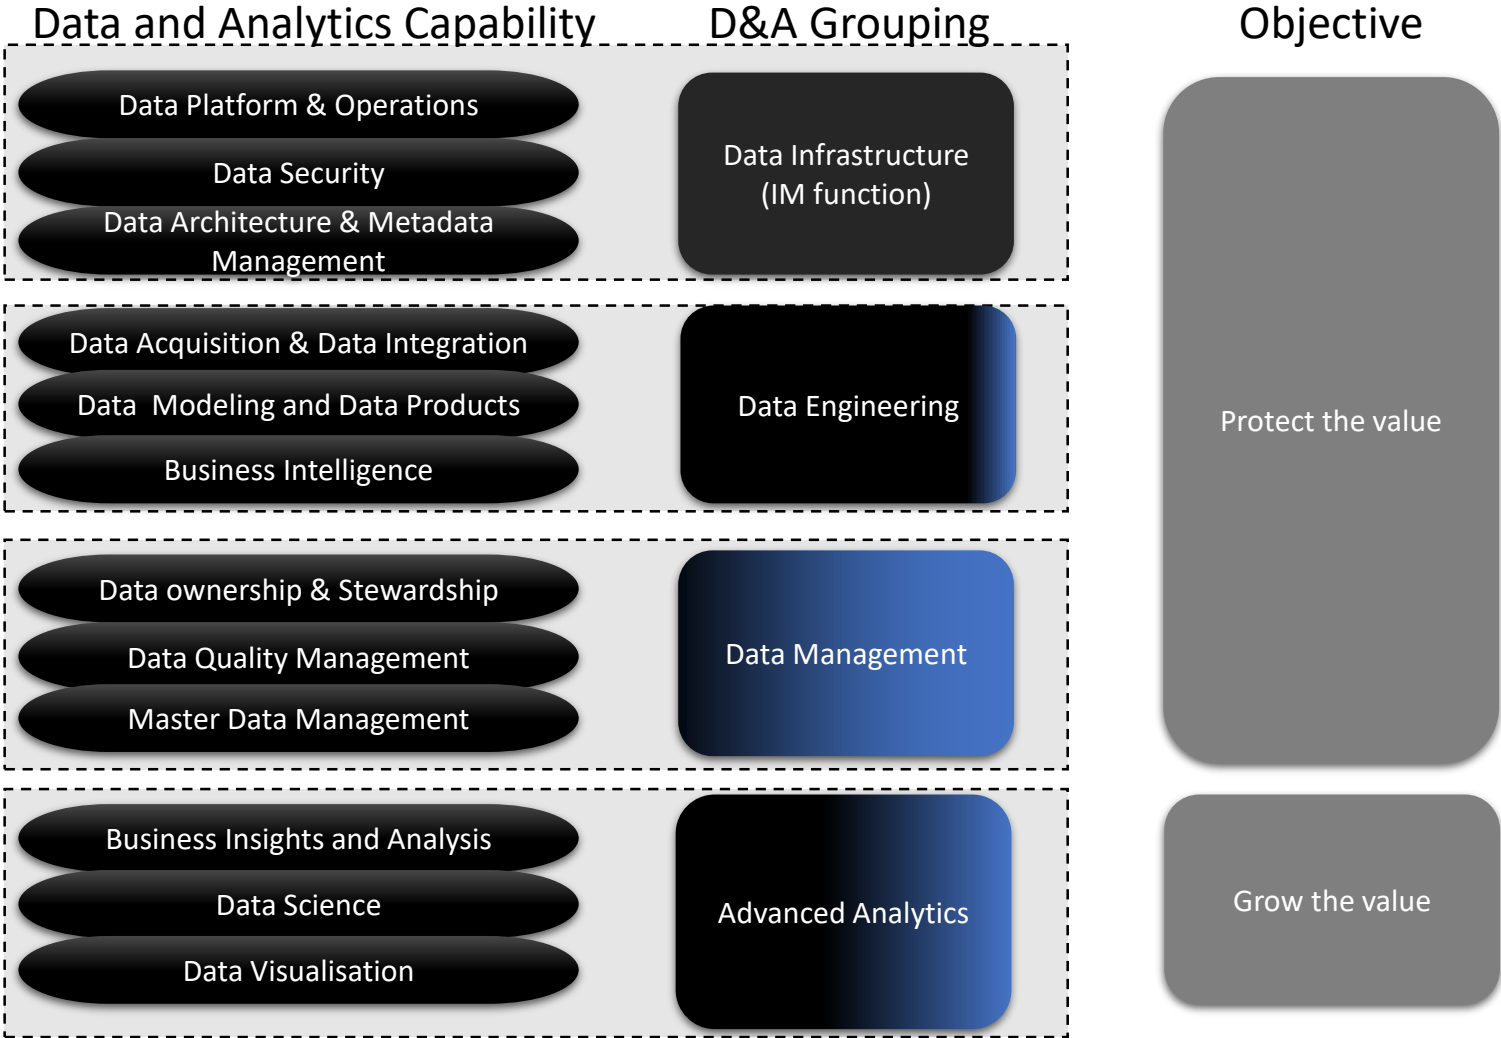 Data and Analytics Capability
D&A Grouping
Objective
Data Platform & Operations
Data Security
Data Architecture & Metadata
Management
Data Infrastructure
(IM function)
Data Acquisition & Data Integration
Data  Modeling and Data Products
Business Intelligence
Data Engineering
Data ownership & Stewardship
Data Quality Management
Master Data Management
Data Management
Protect the value
Business Insights and Analysis
Data Science
Data Visualisation
Advanced Analytics
Grow the value